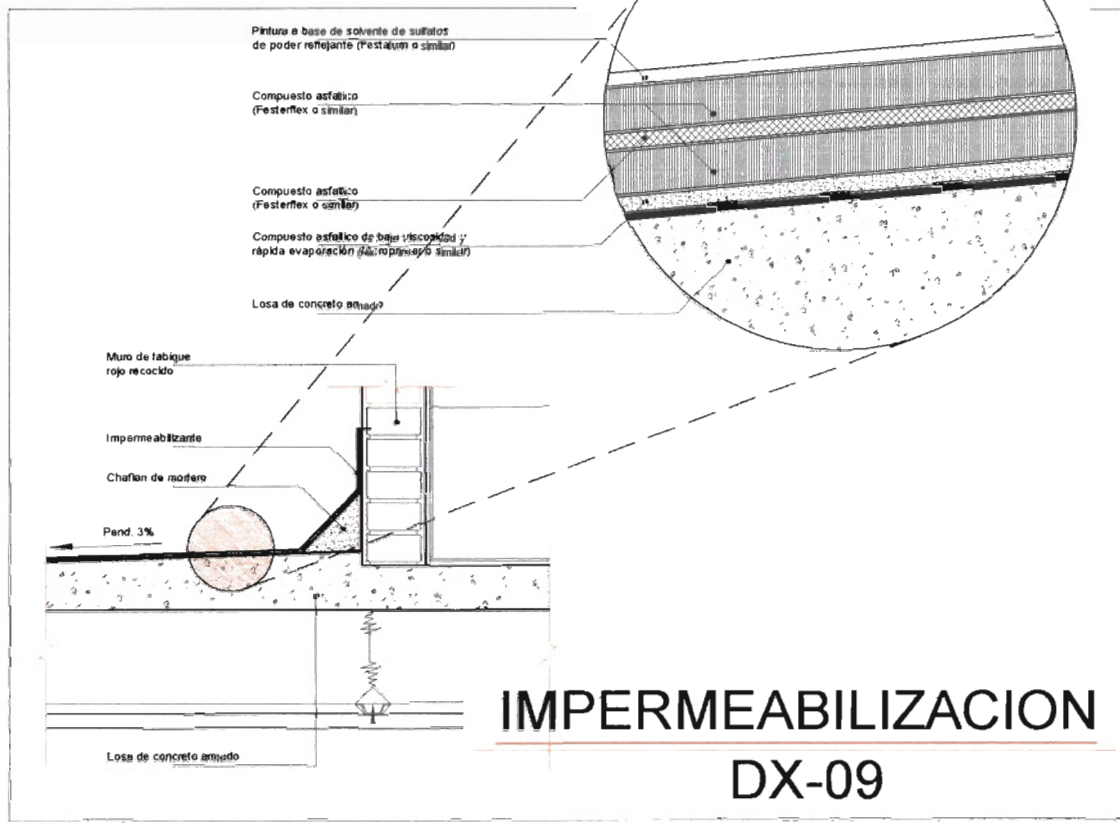 Pintura a base de solvente de sulfatos
de poder reflejante (Festalum o similar)
Compuesto asfaltico
(Festerflex o similar)
Compuesto asfaltico
(Festerflex o similar)
Compuesto asfaltico de baja viscosidad y
rápida evaporación o similar)
Losa de concreto armado
Muro de tabique
rojo recocido
Impermeabilizante
Chaflan de mortero
Pend. 3%
Losa de concreto armado
IMPERMEABILIZACION
DX-09